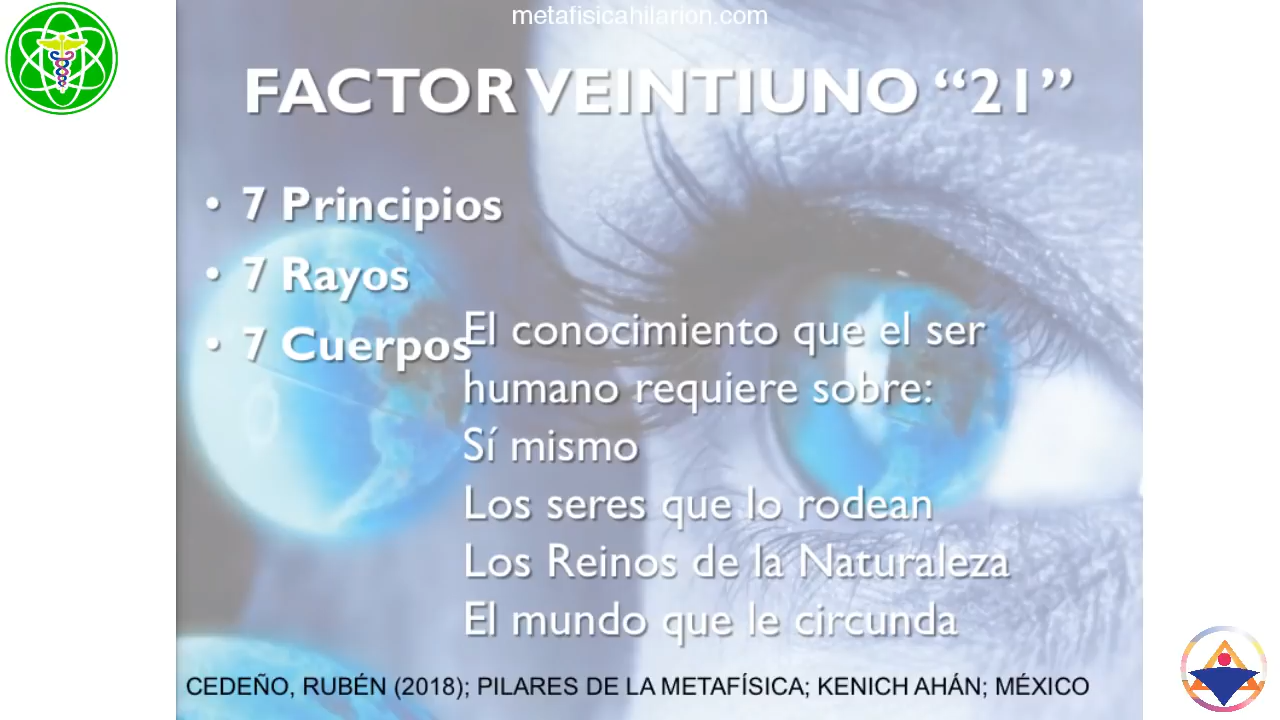 metafisicahilarion.com
FACTOR VEINTIUNO “21”
• 7 Principios
• 7 Rayos
• 7 Cuerpos
El conocimiento que el ser
humano requiere sobre:
Sí mismo
Los seres que lo rodean
Los Reinos de la Naturaleza
El mundo que le circunda
CEDEÑO, RUBÉN (2018); PILARES DE LA METAFÍSICA; KENICH AHÁN; MÉXICO